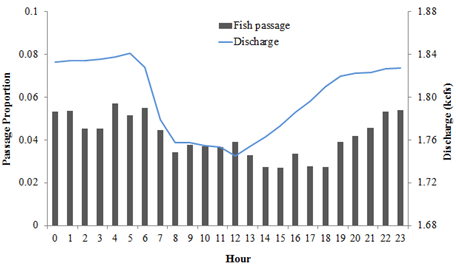 Fish passage
Discharge
Passage Proportion
0.1
0.08
0.06
0.04
0.02
0
1.88
1.84
1.80
1.76
1.72
1.68
Discharge (kcfs)
0 1 2 3 4 5 6 7 8 9 10 11 12 13 14 15 16 17 18 19 20 21 22 23
Hour